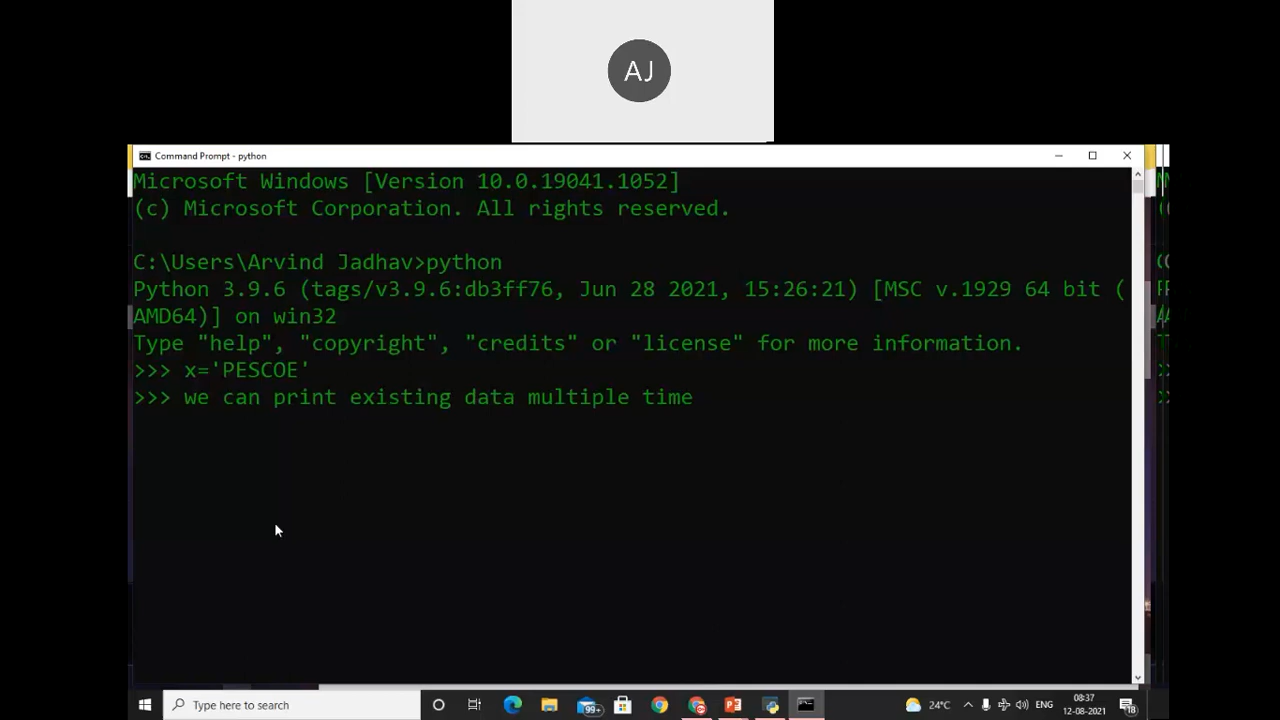 AJ
Command Prompt - python
Microsoft Windows [Version 10.0.19041.1052]
(c) Microsoft Corporation. All rights reserved.
C:\Users\Arvind Jadhav>python
Python 3.9.6 (tags/v3.9.6:db3ff76, Jun 28 2021, 15:26:21) [MSC v.1929 64 bit (
AMD64)] on win32
Type "help", "copyright", "credits" or "license" for more information.
>>> x='PESCOE'
>>> we can print existing data multiple time
Type here to search
99+
24°C
ENG
08:37
12-08-2021
18